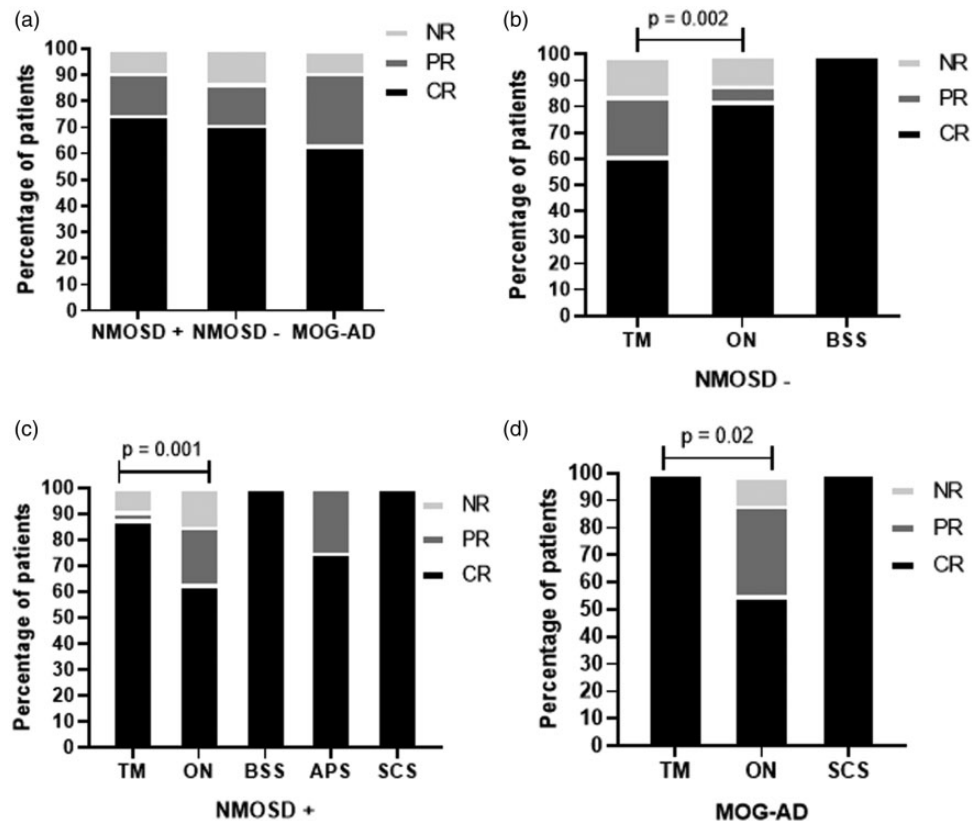 (a)
Percentage of patients
100
90
80
70
60
50
40
30
20
10
0
NMOSD + NMOSD - MOG-AD
NR
PR
CR
(b)
p = 0.002
Percentage of patients
100
90
80
70
60
50
40
30
20
10
0
TM ON BSS
NMOSD -
NR
PR
CR
(c)
p = 0.001
Percentage of patients
100
90
80
70
60
50
40
30
20
10
0
TM ON BSS APS SCS
NMOSD +
NR
PR
CR
(d)
p = 0.02
Percentage of patients
100
90
80
70
60
50
40
30
20
10
0
TM ON SCS
MOG-AD
NR
PR
CR